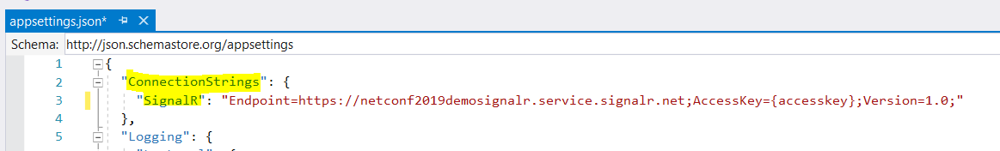 appsettings.json*
Schema: http://json.schemastore.org/appsettings
1 {
2 "ConnectionStrings": {
3 "SignalR": "Endpoint=https://netconf2019demosignalr.service.signalr.net;AccessKey={accesskey};Version=1.0;"
4 },
5 "Logging": {